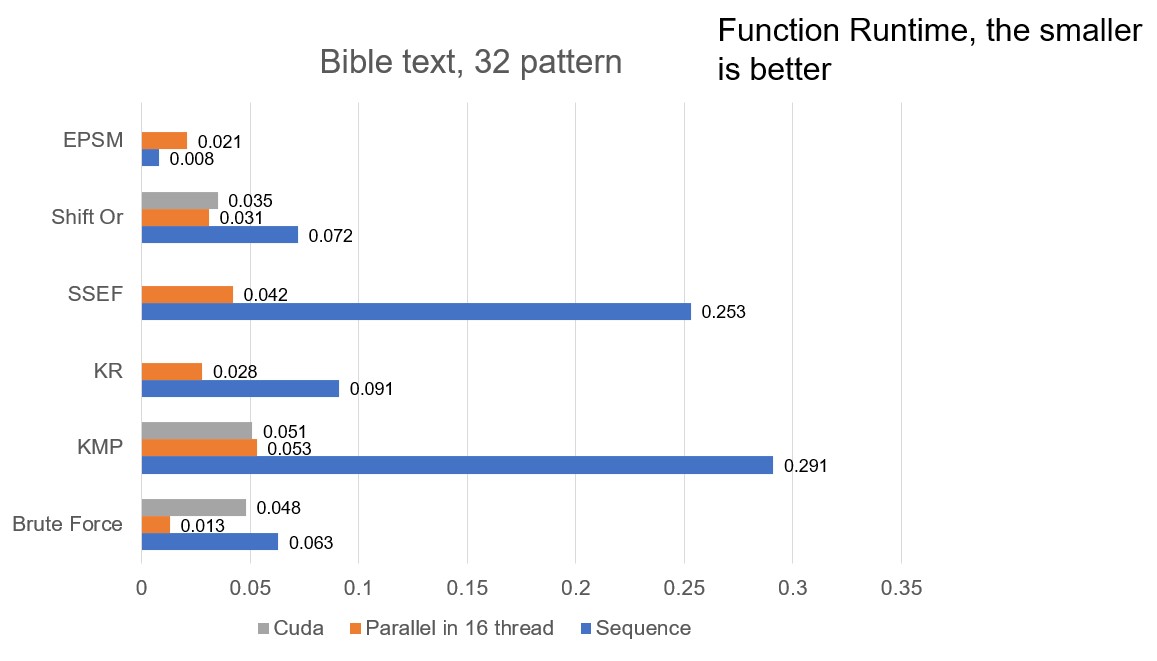 Function Runtime, the smaller
is better
Bible text, 32 pattern
EPSM
0.021
0.008
Shift Or
0.035
0.031
0.072
SSEF
0.042
0.253
KR
0.028
0.091
KMP
0.051
0.053
0.291
Brute Force
0.048
0.013
0.063
0 0.05 0.1 0.15 0.2 0.25 0.3 0.35
Cuda Parallel in 16 thread Sequence